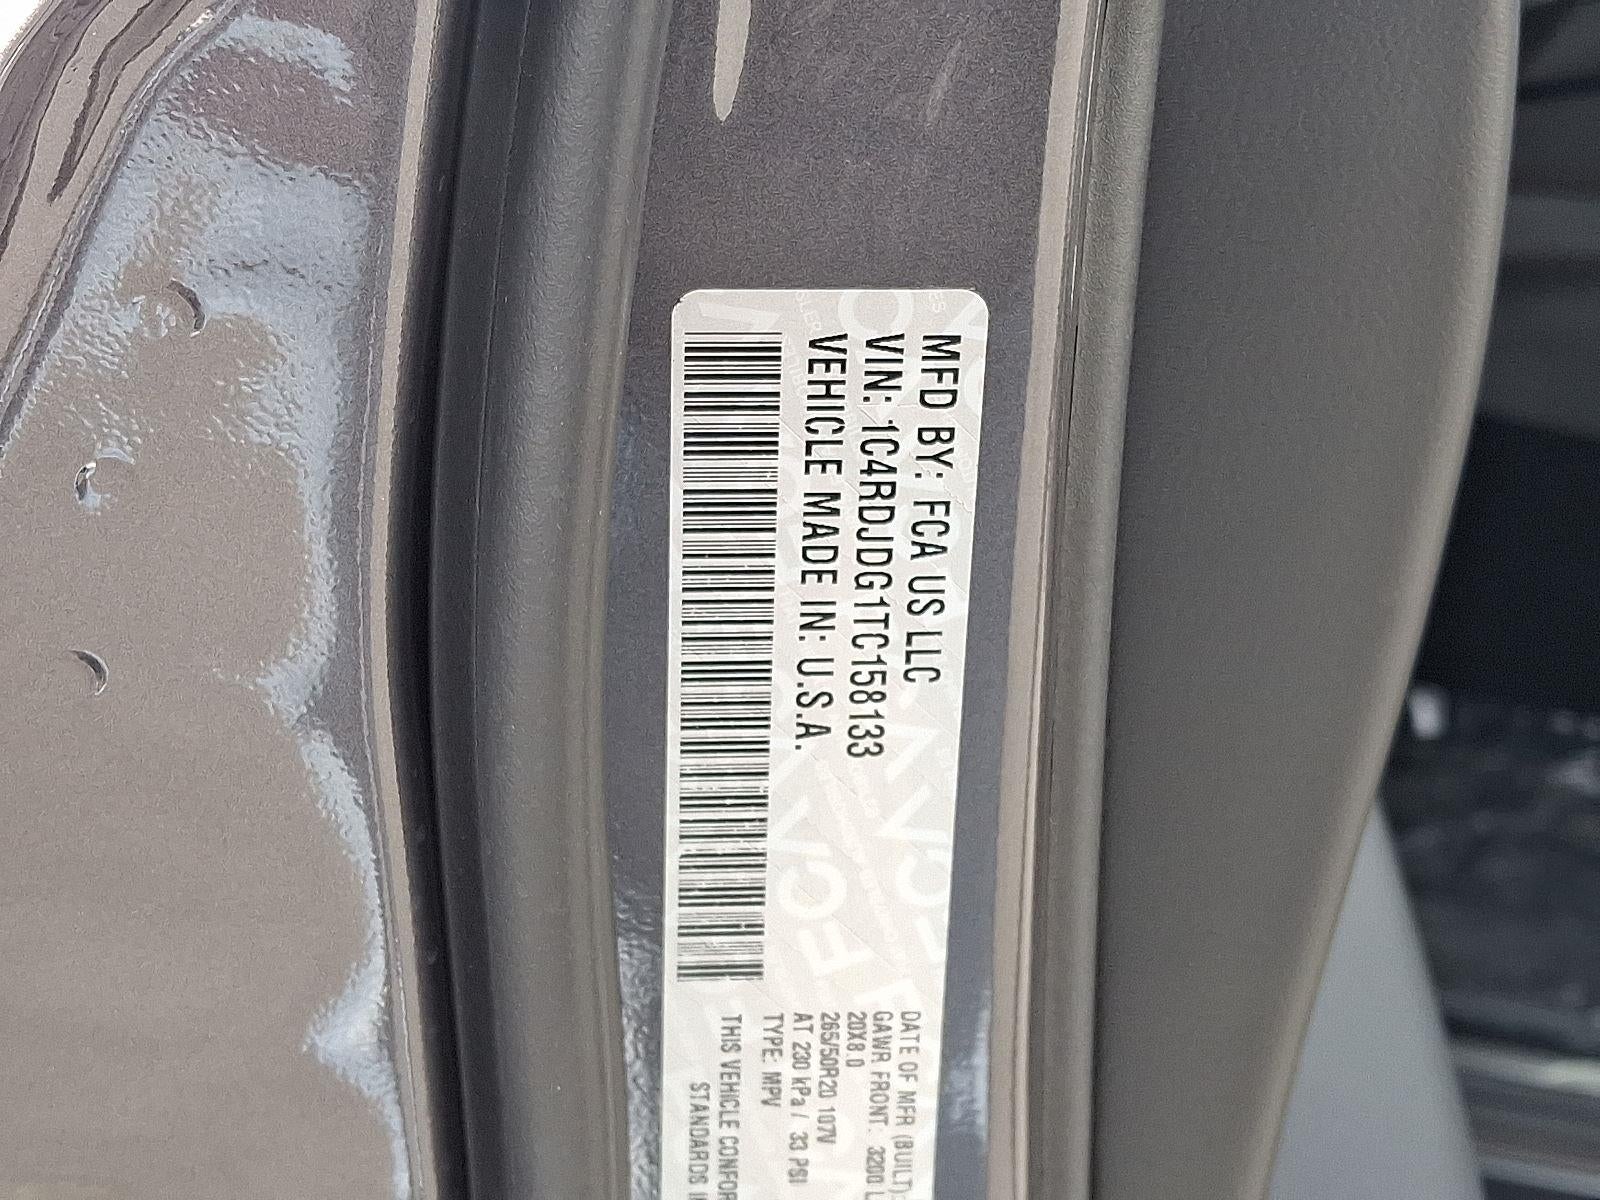 MFD BY: FCA US LLC
VIN: 1C4RDJDG1TC158133
VEHICLE MADE IN: U.S.A.
DATE OF MFR (BUILT):
GAWR FRONT: 3200 L
20X8.0
265/50R20 107V
AT 230 kPa / 33 PSI
TYPE: MPV
THIS VEHICLE CONFOR
STANDARDS I